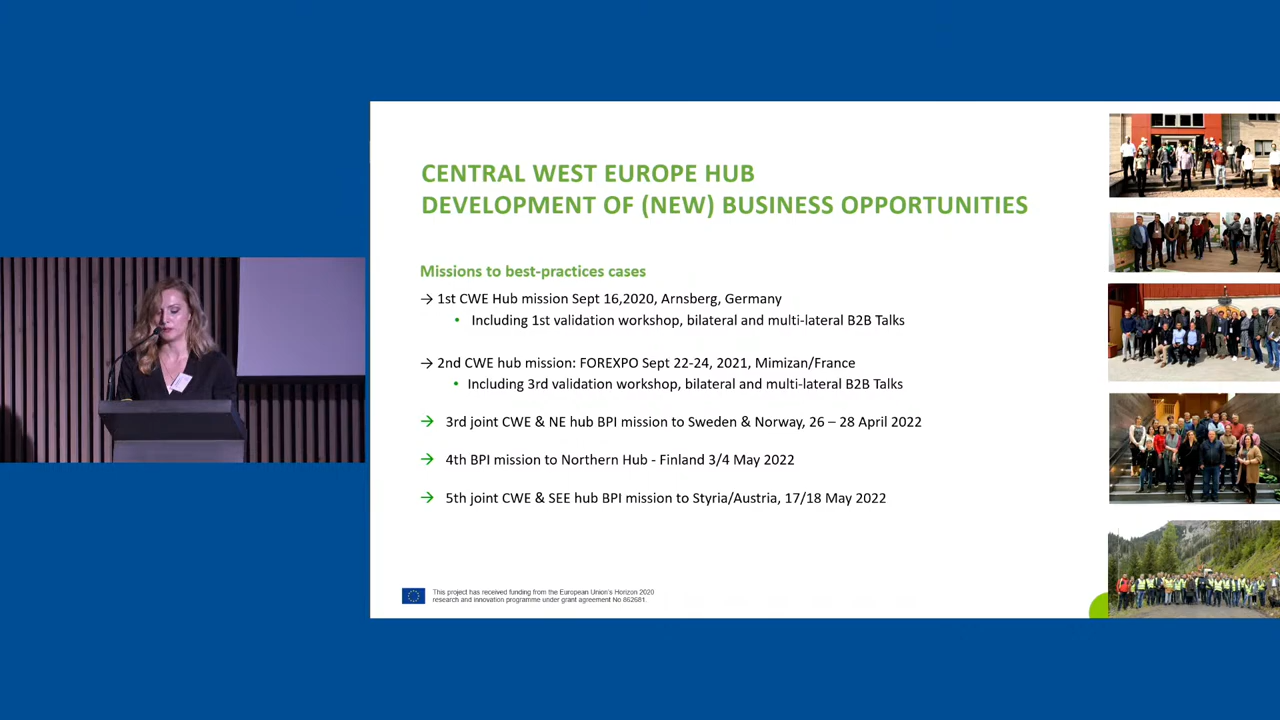 CENTRAL WEST EUROPE HUB
DEVELOPMENT OF (NEW) BUSINESS OPPORTUNITIES
Missions to best-practices cases
→ 1st CWE Hub mission Sept 16,2020, Arnsberg, Germany
• Including 1st validation workshop, bilateral and multi-lateral B2B Talks
→ 2nd CWE hub mission: FOREXPO Sept 22-24, 2021, Mimizan/France
• Including 3rd validation workshop, bilateral and multi-lateral B2B Talks
→ 3rd joint CWE & NE hub BPI mission to Sweden & Norway, 26 – 28 April 2022
→ 4th BPI mission to Northern Hub - Finland 3/4 May 2022
→ 5th joint CWE & SEE hub BPI mission to Styria/Austria, 17/18 May 2022
This project has received funding from the European Union's Horizon 2020
research and innovation programme under grant agreement No 862681.